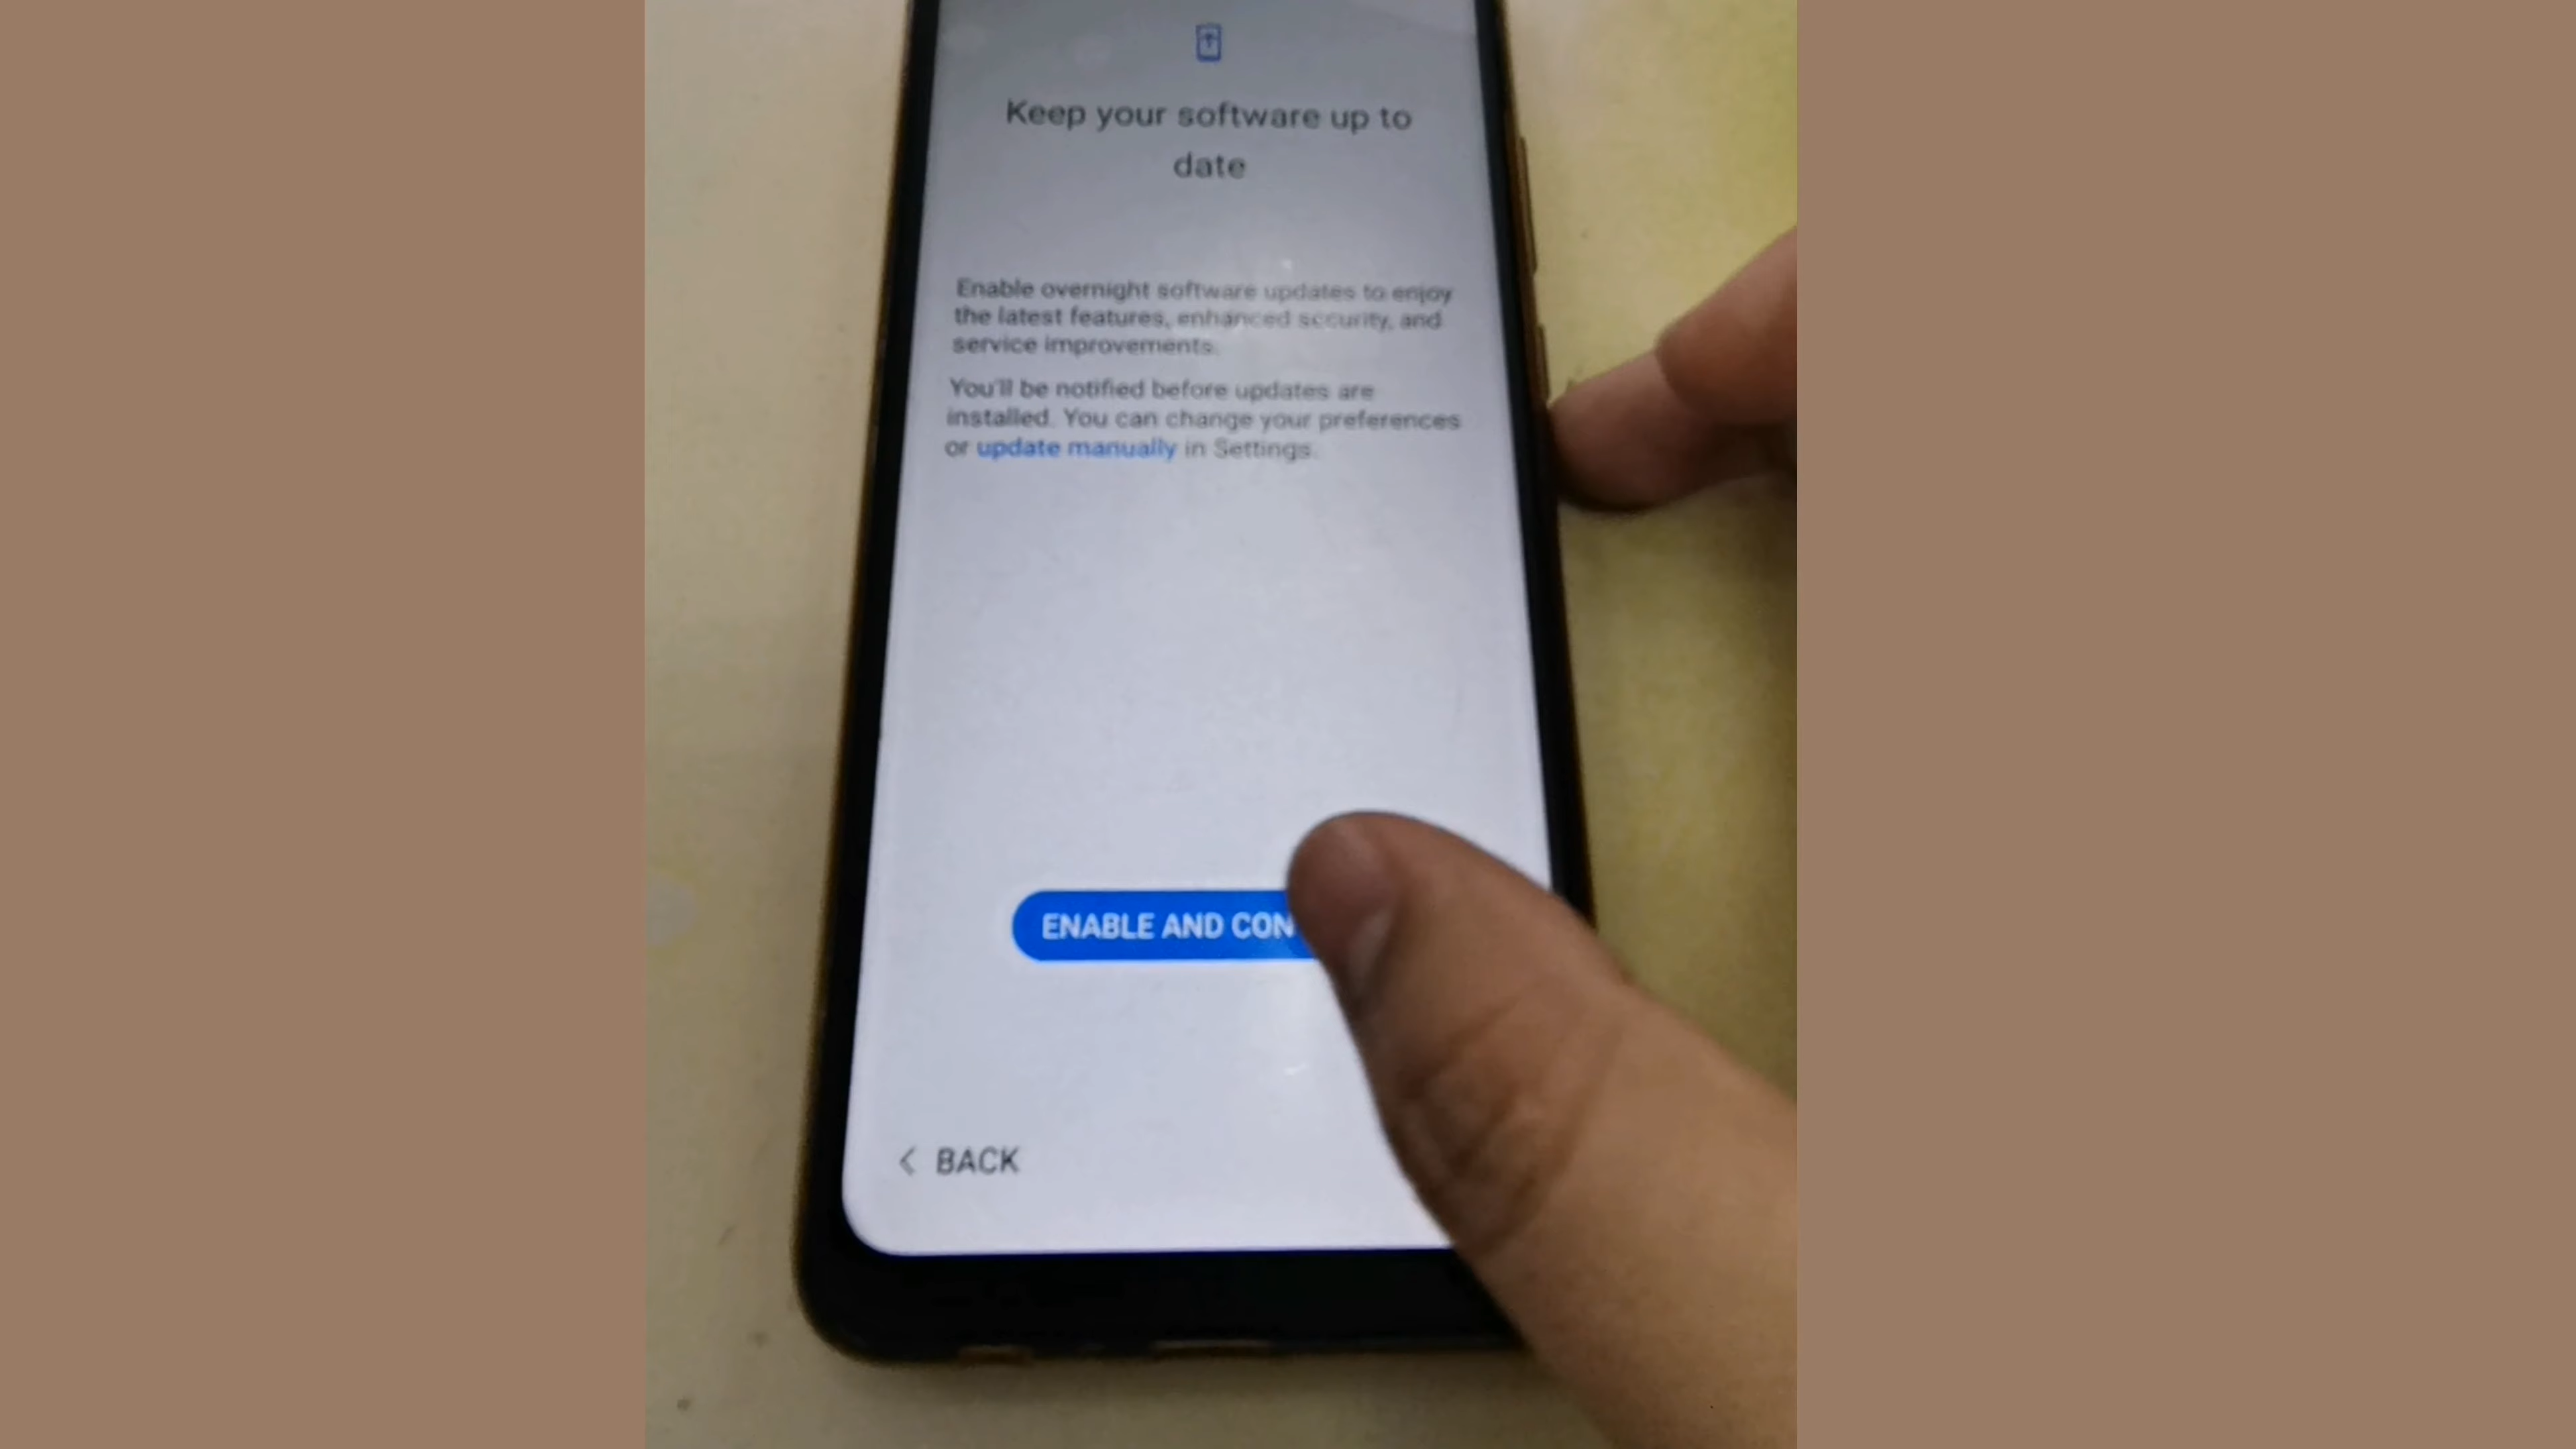 Keep your software up to
date
Enable overnight software updates to enjoy
the latest features, enhanced security, and
service improvements.
You'll be notified before updates are
installed. You can change your preferences
or update manually in Settings.
ENABLE AND CON
< BACK